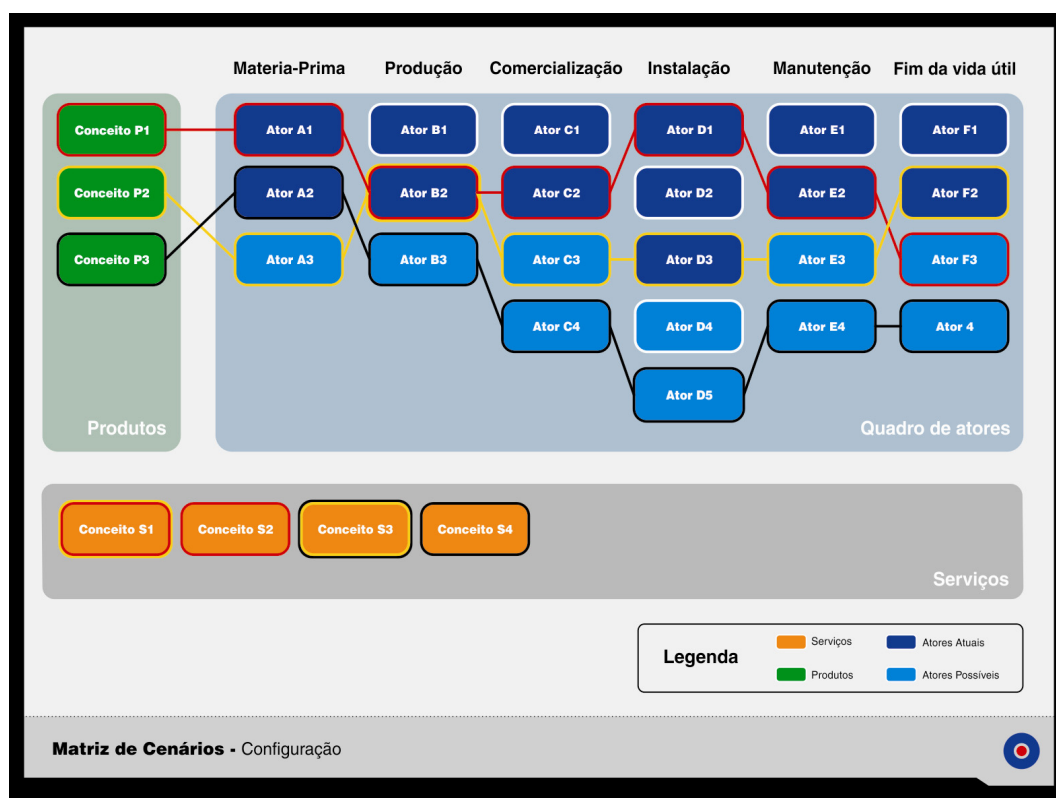 Materia-Prima Produção Comercialização Instalação Manutenção Fim da vida útil
Conceito P1 Ator A1 Ator B1 Ator C1 Ator D1 Ator E1 Ator F1
Conceito P2 Ator A2 Ator B2 Ator C2 Ator D2 Ator E2 Ator F2
Conceito P3 Ator A3 Ator B3 Ator C3 Ator D3 Ator E3 Ator F3
Ator C4 Ator D4 Ator E4 Ator 4
Ator D5
Produtos Quadro de atores
Conceito S1 Conceito S2 Conceito S3 Conceito S4
Serviços
Legenda
Serviços Atores Atuais
Produtos Atores Possíveis
Matriz de Cenários - Configuração